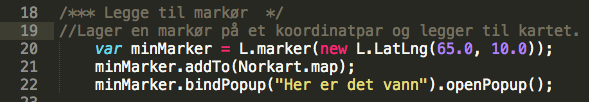 18 /*** Legge til markør */
19 //Lager en markør på et koordinatpar og legger til kartet.
20 var minMarker = L.marker(new L.LatLng(65.0, 10.0));
21 minMarker.addTo(Norkart.map);
22 minMarker.bindPopup("Her er det vann").openPopup();